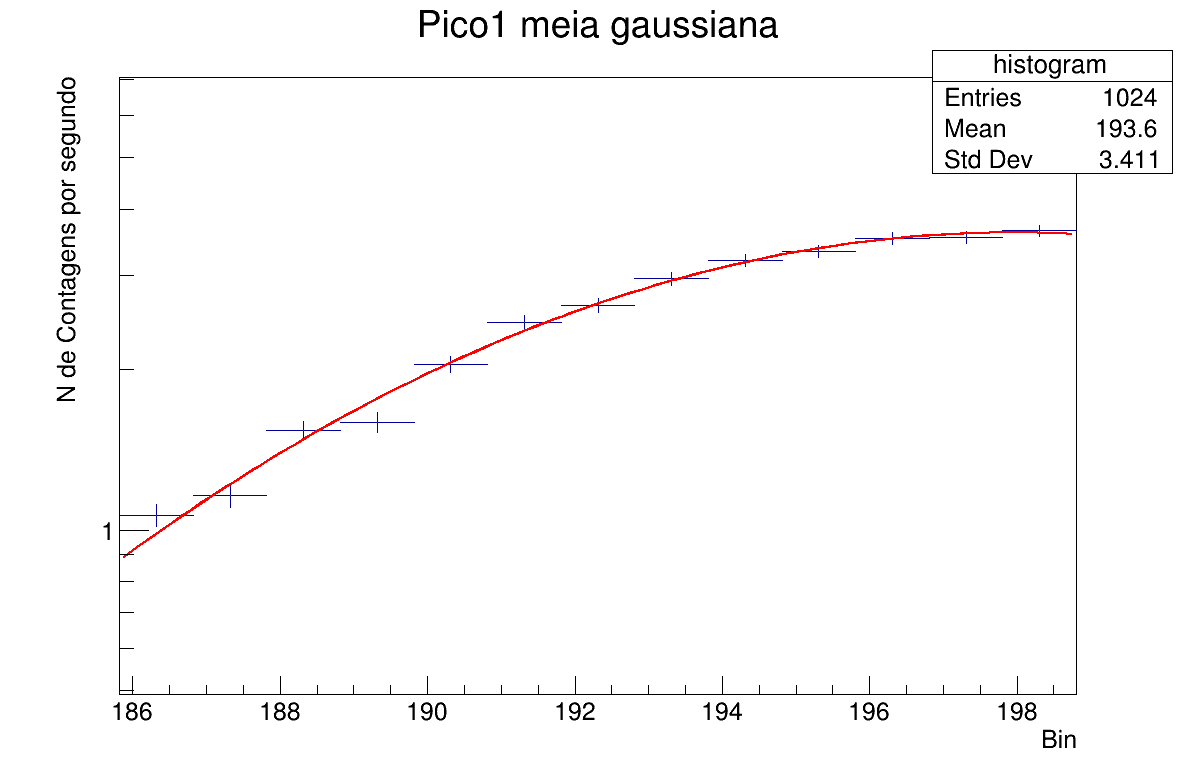 Pico1 meia gaussiana
histogram
Entries 1024
Mean 193.6
Std Dev 3.411
N de Contagens por segundo
1
186 188 190 192 194 196 198
Bin